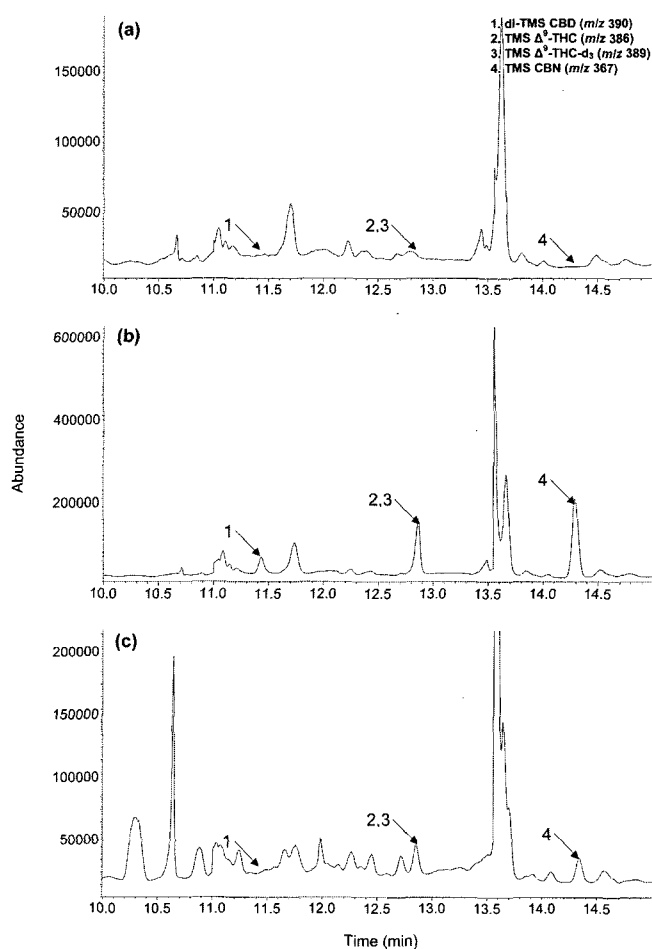 (a)
1. di-TMS CBD (m/z 390)
2. TMS Δ⁹-THC (m/z 386)
3. TMS Δ⁹-THC-d₃ (m/z 389)
4. TMS CBN (m/z 367)
150000
100000
50000
1
2,3
4
10.0 10.5 11.0 11.5 12.0 12.5 13.0 13.5 14.0 14.5
(b)
600000
400000
200000
1
2,3
4
10.0 10.5 11.0 11.5 12.0 12.5 13.0 13.5 14.0 14.5
Abundance
(c)
200000
150000
100000
50000
1
2,3
4
10.0 10.5 11.0 11.5 12.0 12.5 13.0 13.5 14.0 14.5
Time (min)